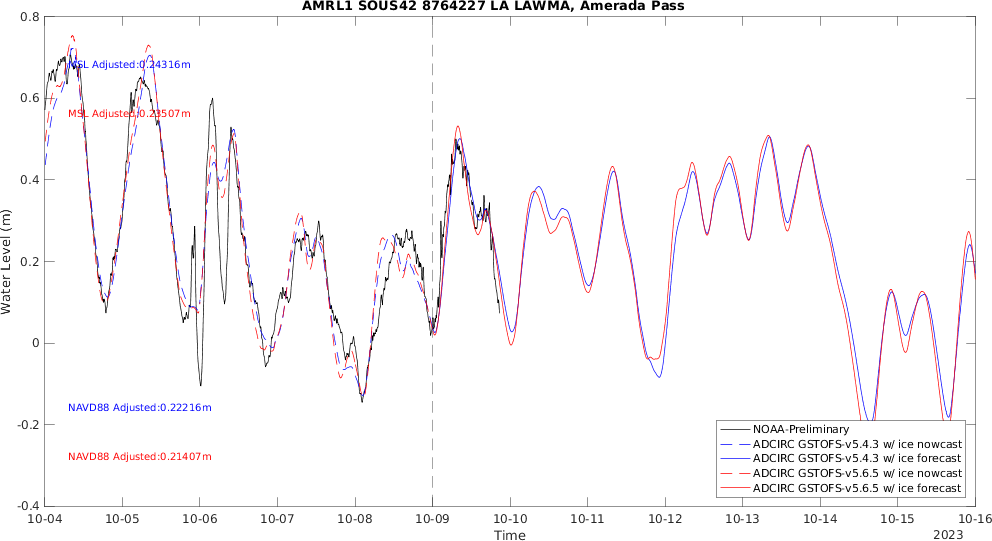 AMRL1 SOUS42 8764227 LA LAWMA, Amerada Pass
0.8
0.6
0.4
0.2
0
-0.2
-0.4
Water Level (m)
MSL Adjusted:0.24316m
MSL Adjusted:0.23507m
NAVD88 Adjusted:0.22216m
NAVD88 Adjusted:0.21407m
NOAA-Preliminary
ADCIRC GSTOFS-v5.4.3 w/ ice nowcast
ADCIRC GSTOFS-v5.4.3 w/ ice forecast
ADCIRC GSTOFS-v5.6.5 w/ ice nowcast
ADCIRC GSTOFS-v5.6.5 w/ ice forecast
10-04 10-05 10-06 10-07 10-08 10-09 10-10 10-11 10-12 10-13 10-14 10-15 10-16
Time
2023